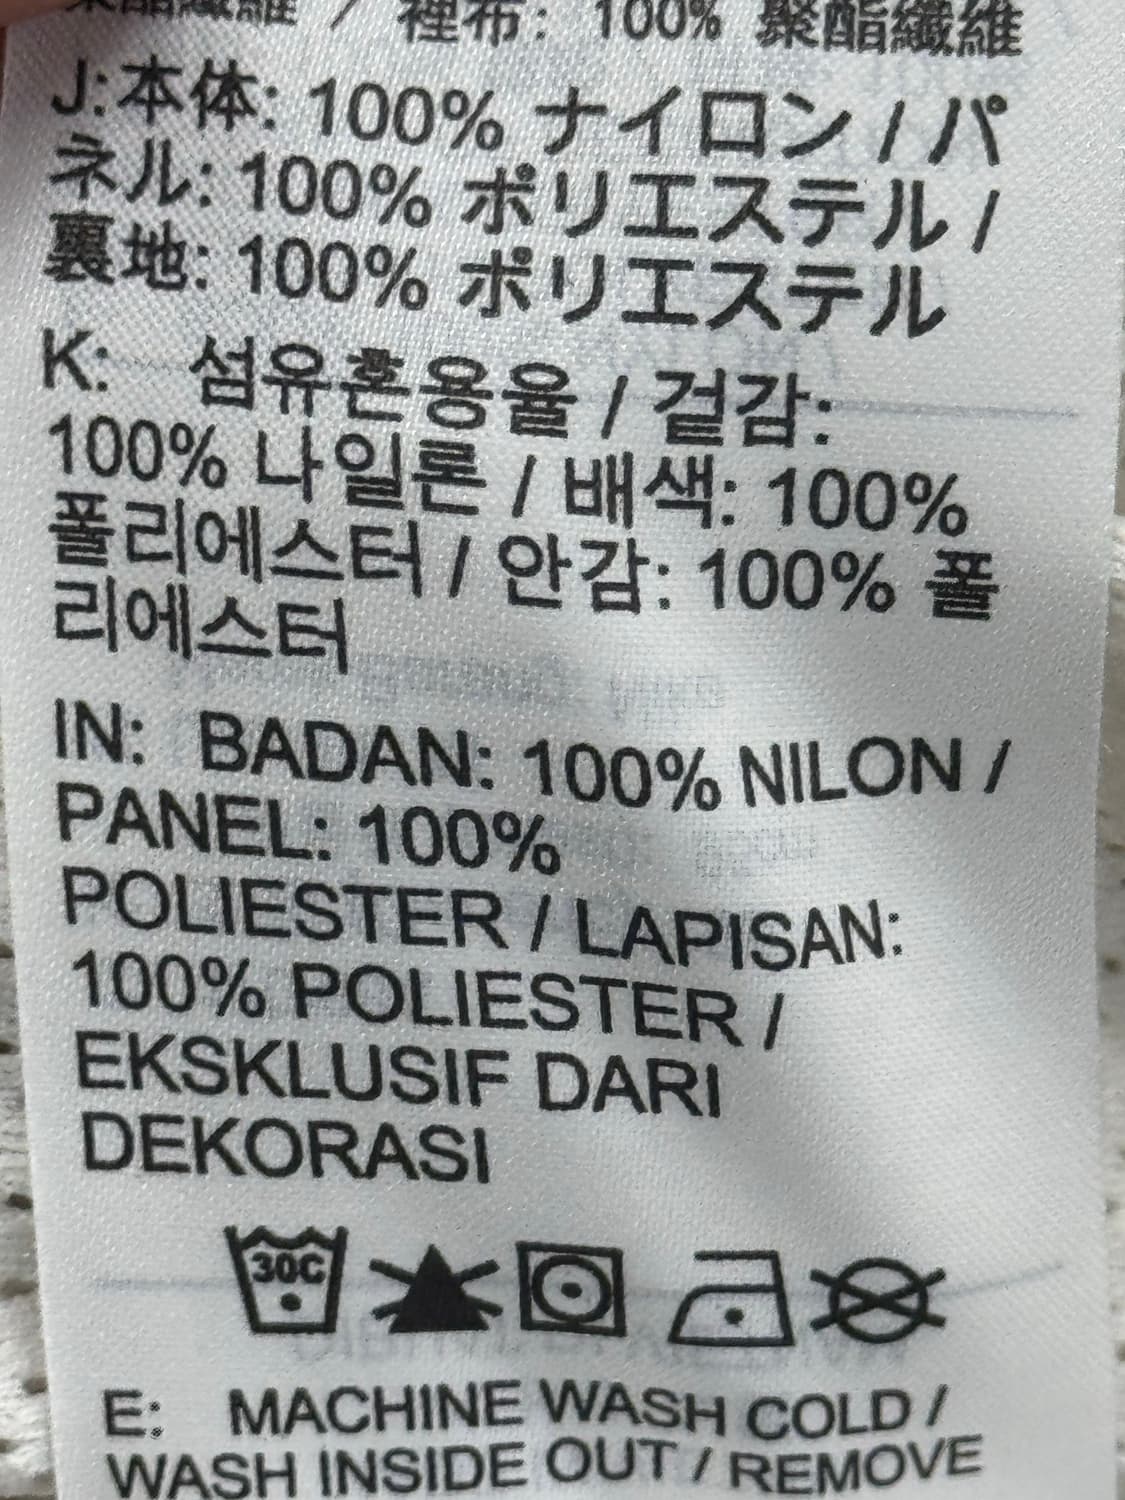 聚酯纖維 / 裡布: 100% 聚酯纖維
J:本体: 100% ナイロン / パ
ネル: 100% ポリエステル /
裏地: 100% ポリエステル
K: 섬유혼용율 / 겉감:
100% 나일론 / 배색: 100%
폴리에스터 / 안감: 100% 폴
리에스터
IN: BADAN: 100% NILON /
PANEL: 100%
POLIESTER / LAPISAN:
100% POLIESTER /
EKSKLUSIF DARI
DEKORASI
30C
E: MACHINE WASH COLD /
WASH INSIDE OUT / REMOVE